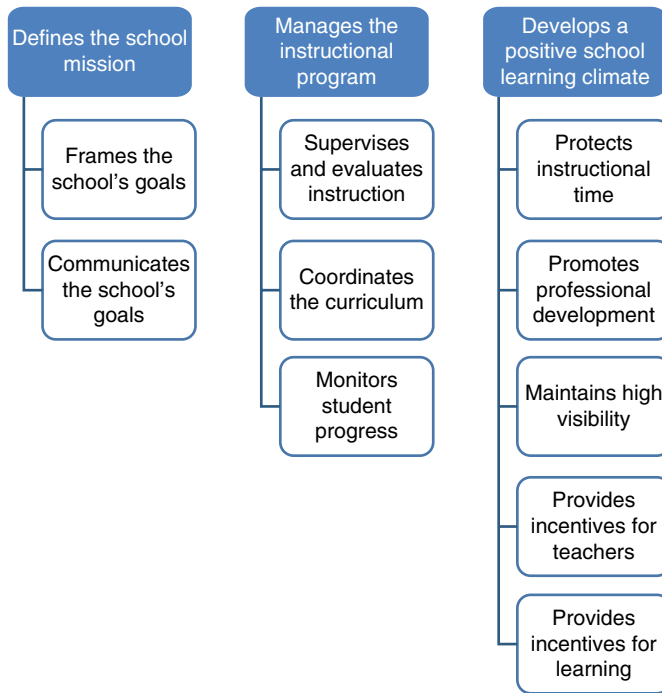 Defines the school
mission
Frames the
school’s goals
Communicates
the school’s
goals
Manages the
instructional
program
Supervises
and evaluates
instruction
Coordinates
the curriculum
Monitors
student
progress
Develops a
positive school
learning climate
Protects
instructional
time
Promotes
professional
development
Maintains high
visibility
Provides
incentives for
teachers
Provides
incentives for
learning